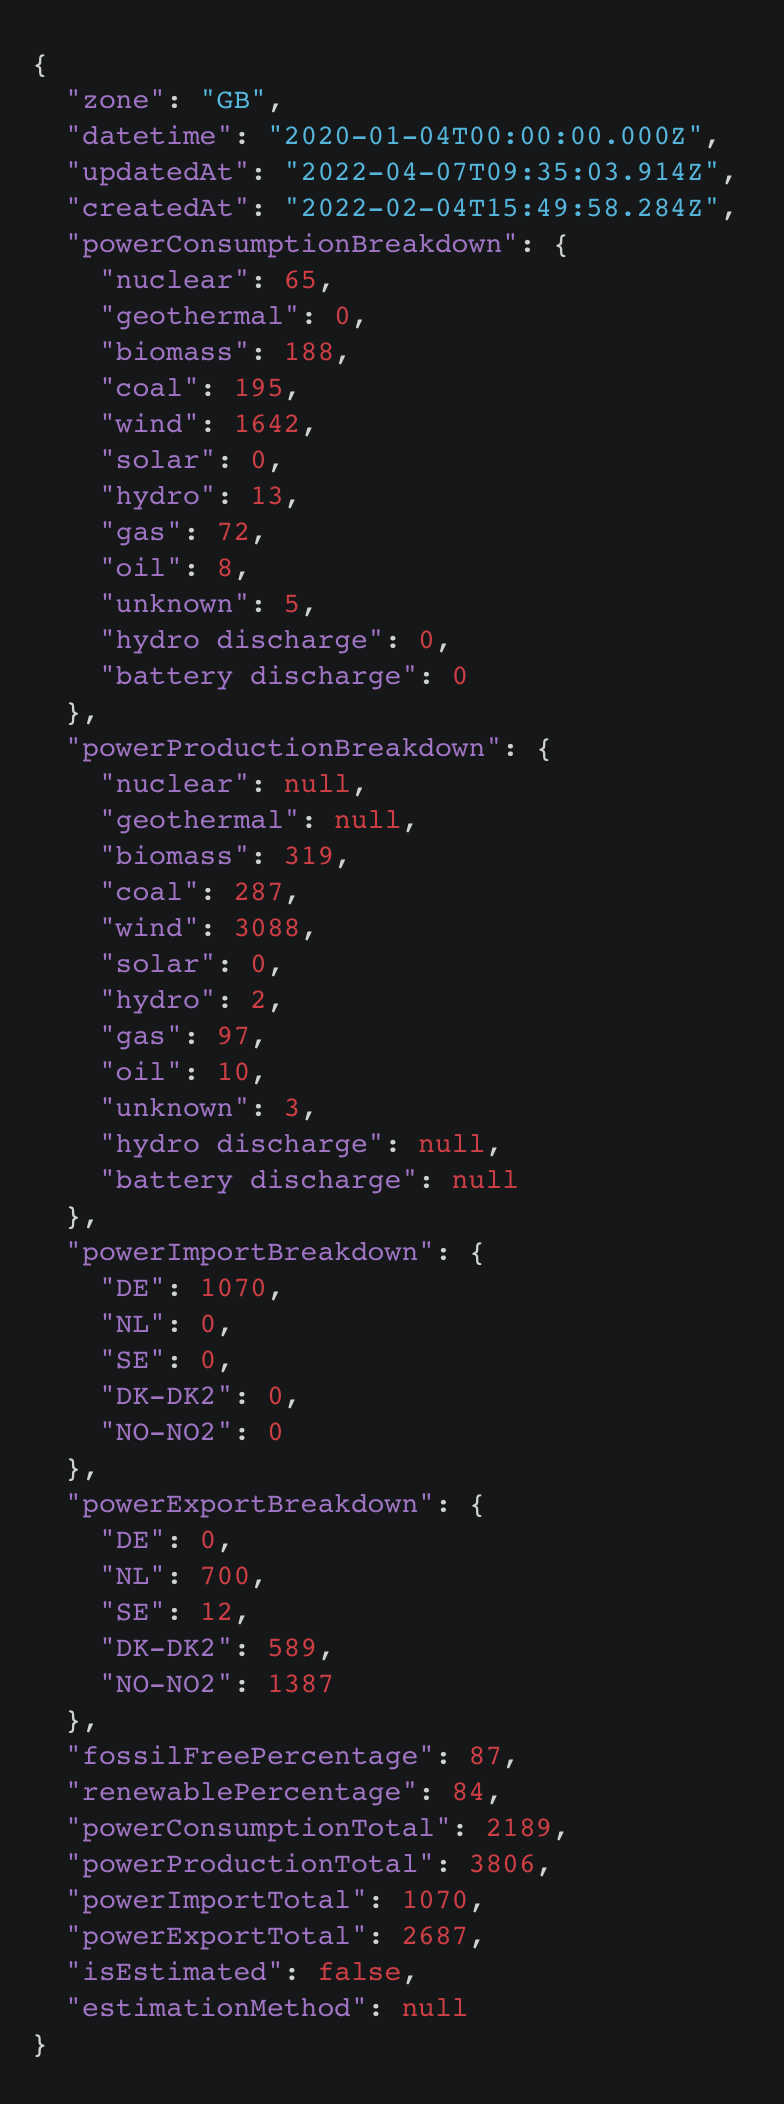 {
  "zone": "GB",
  "datetime": "2020-01-04T00:00:00.000Z",
  "updatedAt": "2022-04-07T09:35:03.914Z",
  "createdAt": "2022-02-04T15:49:58.284Z",
  "powerConsumptionBreakdown": {
    "nuclear": 65,
    "geothermal": 0,
    "biomass": 188,
    "coal": 195,
    "wind": 1642,
    "solar": 0,
    "hydro": 13,
    "gas": 72,
    "oil": 8,
    "unknown": 5,
    "hydro discharge": 0,
    "battery discharge": 0
  },
  "powerProductionBreakdown": {
    "nuclear": null,
    "geothermal": null,
    "biomass": 319,
    "coal": 287,
    "wind": 3088,
    "solar": 0,
    "hydro": 2,
    "gas": 97,
    "oil": 10,
    "unknown": 3,
    "hydro discharge": null,
    "battery discharge": null
  },
  "powerImportBreakdown": {
    "DE": 1070,
    "NL": 0,
    "SE": 0,
    "DK-DK2": 0,
    "NO-NO2": 0
  },
  "powerExportBreakdown": {
    "DE": 0,
    "NL": 700,
    "SE": 12,
    "DK-DK2": 589,
    "NO-NO2": 1387
  },
  "fossilFreePercentage": 87,
  "renewablePercentage": 84,
  "powerConsumptionTotal": 2189,
  "powerProductionTotal": 3806,
  "powerImportTotal": 1070,
  "powerExportTotal": 2687,
  "isEstimated": false,
  "estimationMethod": null
}